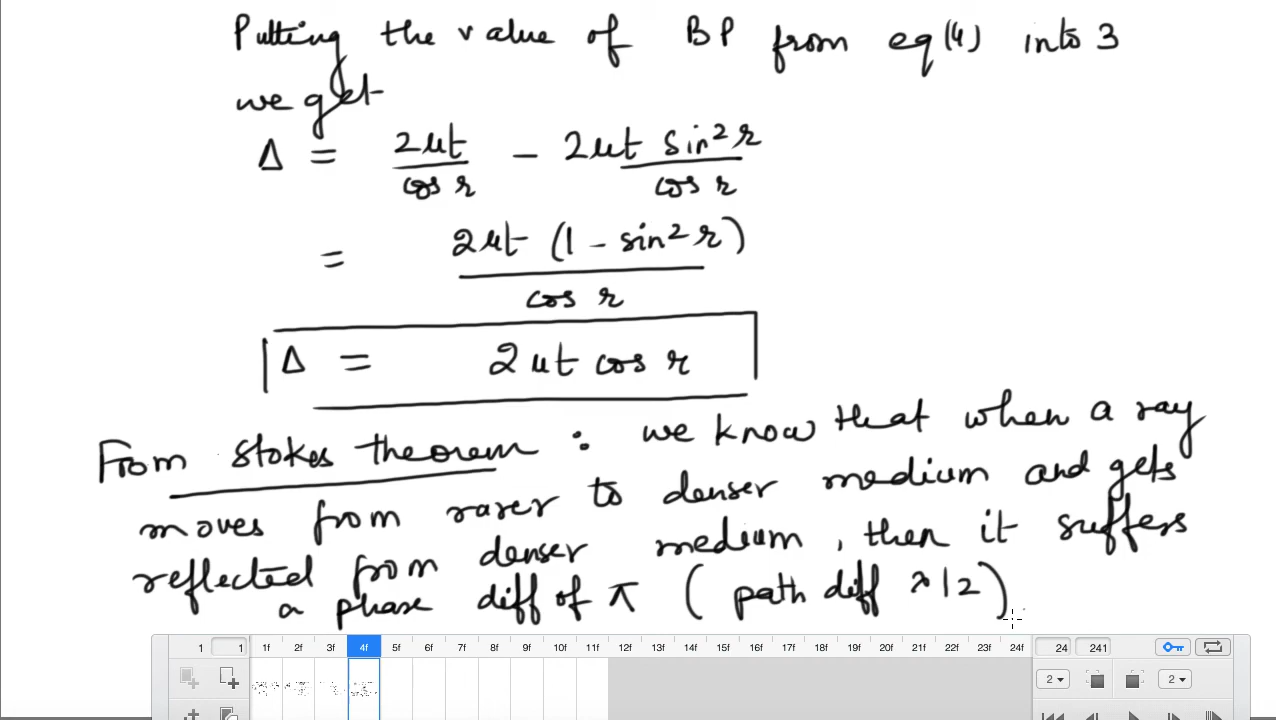 Putting the value of BP from eq (4) into 3
we get
Δ = 2μt/cos r - 2μt sin² r/cos r
= 2μt (1 - sin² r)/cos r
Δ = 2μt cos r
From stokes theorem : we know that when a ray
moves from rarer to denser medium and gets
reflected from denser medium, then it suffers
a phase diff of π ( path diff λ/2)
1 1 1f 2f 3f 4f 5f 6f 7f 8f 9f 10f 11f 12f 13f 14f 15f 16f 17f 18f 19f 20f 21f 22f 23f 24f 24 241
2 2